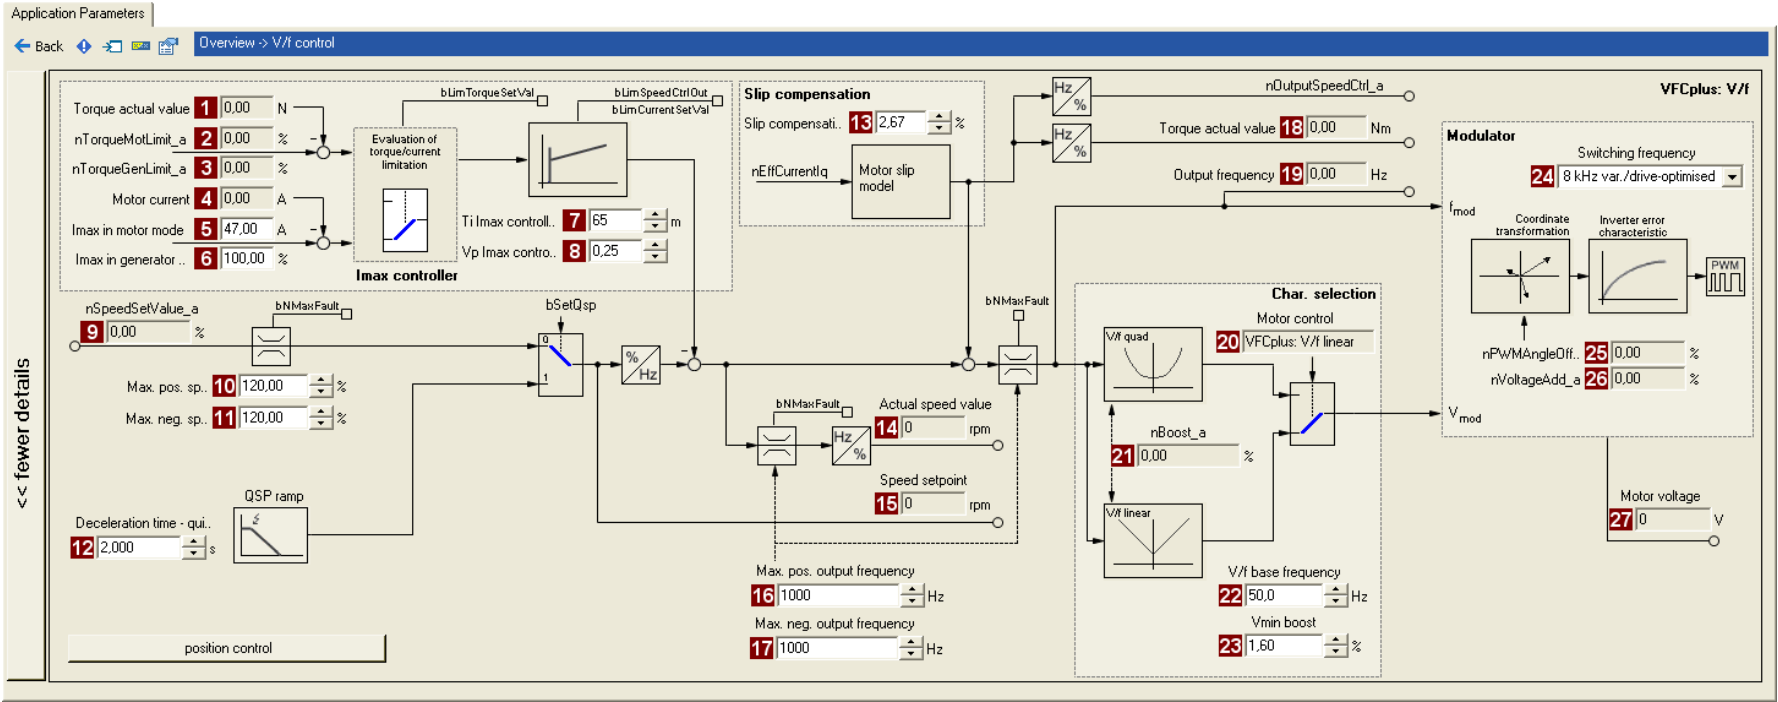 Application Parameters
Back
Overview -> V/f control
<< fewer details
VFCplus: V/f
Torque actual value 1 0,00 N
nTorqueMotLimit_a 2 0,00 %
nTorqueGenLimit_a 3 0,00 %
Motor current 4 0,00 A
Imax in motor mode 5 47,00 A
Imax in generator .. 6 100,00 %
bLimTorqueSetVal
Evaluation of
torque/current
limitation
bLimSpeedCtrlOut
bLimCurrentSetVal
Ti Imax controll.. 7 65 m
Vp Imax contro.. 8 0,25
Imax controller
Slip compensation
Slip compensati.. 13 2,67 %
nEffCurrentIq
Motor slip
model
Hz
%
nOutputSpeedCtrl_a
Hz
%
Torque actual value 18 0,00 Nm
Output frequency 19 0,00 Hz
nSpeedSetValue_a
9 0,00 %
bNMaxFault
bSetQsp
0
1
%
Hz
Max. pos. sp.. 10 120,00 %
Max. neg. sp.. 11 120,00 %
QSP ramp
Deceleration time - qui..
12 2,000 s
position control
bNMaxFault
bNMaxFault
Hz
%
Actual speed value
14 0 rpm
Speed setpoint
15 0 rpm
Max. pos. output frequency
16 1000 Hz
Max. neg. output frequency
17 1000 Hz
Char. selection
Motor control
20 VFCplus: V/f linear
V/f quad
nBoost_a
21 0,00 %
V/f linear
V/f base frequency
22 50,0 Hz
Vmin boost
23 1,60 %
Modulator
Switching frequency
24 8 kHz var./drive-optimised
fmod
Coordinate
transformation
Inverter error
characteristic
PWM
nPWMAngleOff.. 25 0,00 %
nVoltageAdd_a 26 0,00 %
Vmod
Motor voltage
27 0 V